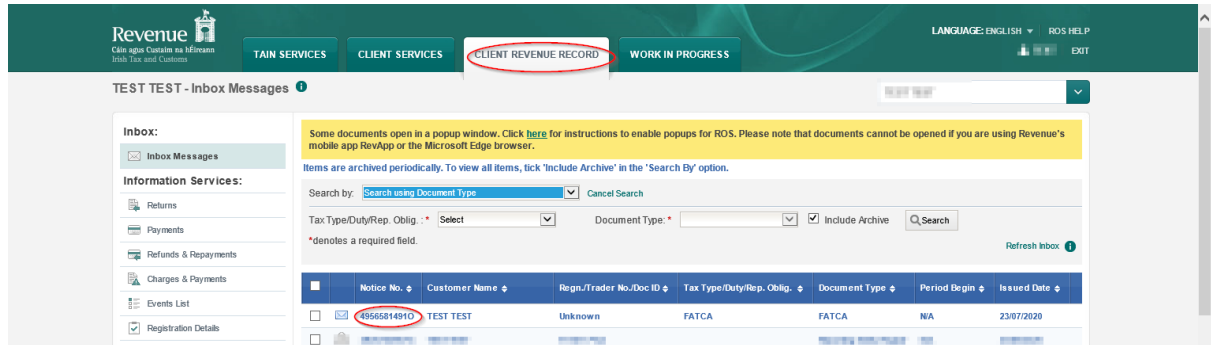 Revenue
Cáin agus Custaim na hÉireann
Irish Tax and Customs
TAIN SERVICES
CLIENT SERVICES
CLIENT REVENUE RECORD
WORK IN PROGRESS
LANGUAGE: ENGLISH
ROS HELP
EXIT
TEST TEST - Inbox Messages
Inbox:
Inbox Messages
Information Services:
Returns
Payments
Refunds & Repayments
Charges & Payments
Events List
Registration Details
Some documents open in a popup window. Click here for instructions to enable popups for ROS. Please note that documents cannot be opened if you are using Revenue's
mobile app RevApp or the Microsoft Edge browser.
Items are archived periodically. To view all items, tick 'Include Archive' in the 'Search By' option.
Search by: Search using Document Type Cancel Search
Tax Type/Duty/Rep. Oblig. :* Select Document Type: * Include Archive Search
*denotes a required field.
Refresh Inbox
Notice No. Customer Name Regn./Trader No./Doc ID Tax Type/Duty/Rep. Oblig. Document Type Period Begin Issued Date
4956581491O TEST TEST Unknown FATCA FATCA N/A 23/07/2020